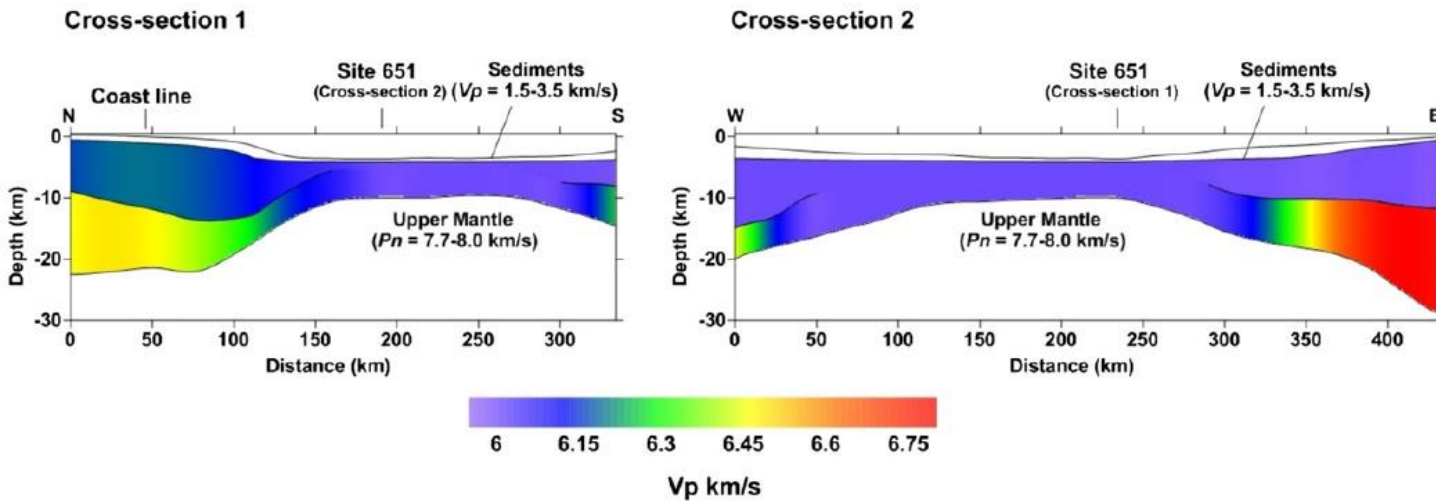 Cross-section 1
Cross-section 2
Site 651
(Cross-section 2)
Sediments
(Vp = 1.5-3.5 km/s)
Coast line
N
S
0
-10
-20
-30
Depth (km)
Upper Mantle
(Pn = 7.7-8.0 km/s)
0 50 100 150 200 250 300
Distance (km)
Site 651
(Cross-section 1)
Sediments
(Vp = 1.5-3.5 km/s)
W
E
0
-10
-20
-30
Depth (km)
Upper Mantle
(Pn = 7.7-8.0 km/s)
0 50 100 150 200 250 300 350 400
Distance (km)
6 6.15 6.3 6.45 6.6 6.75
Vp km/s